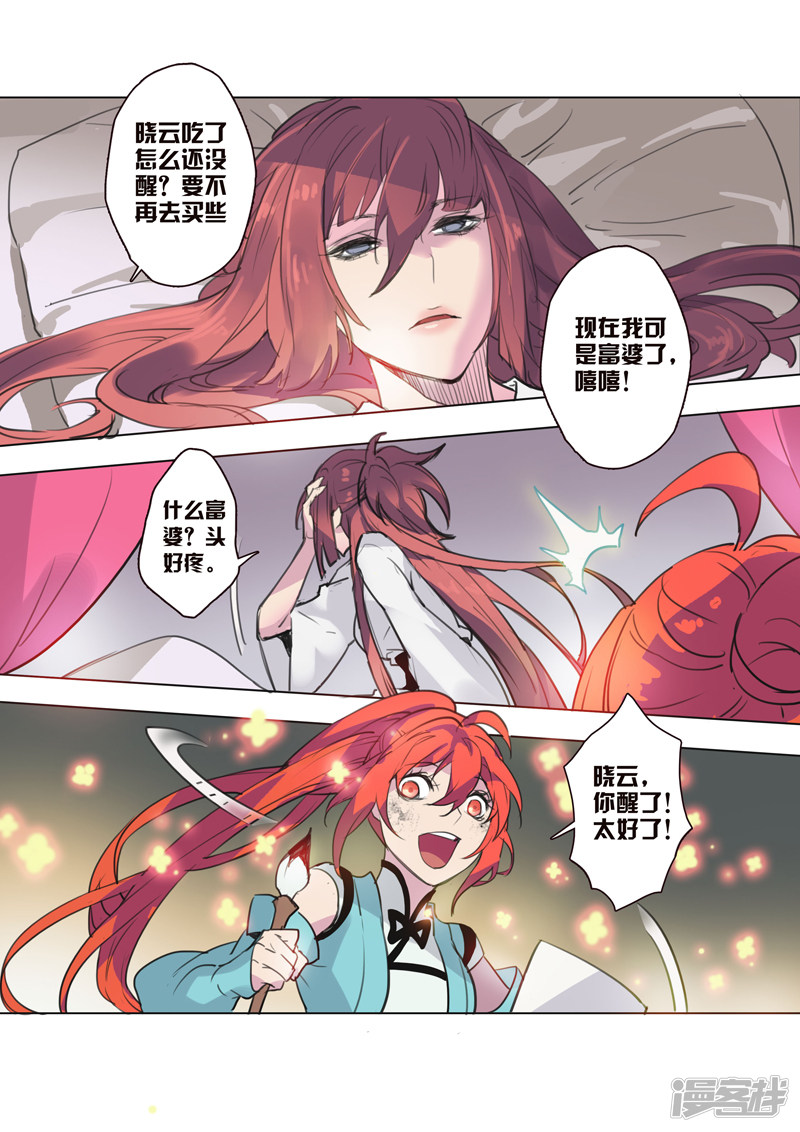 晓云吃了
怎么还没
醒？要不
再去买些
现在我可
是富婆了，
嘻嘻！
什么富
婆？头
好疼。
晓云，
你醒了！
太好了！
漫客栈